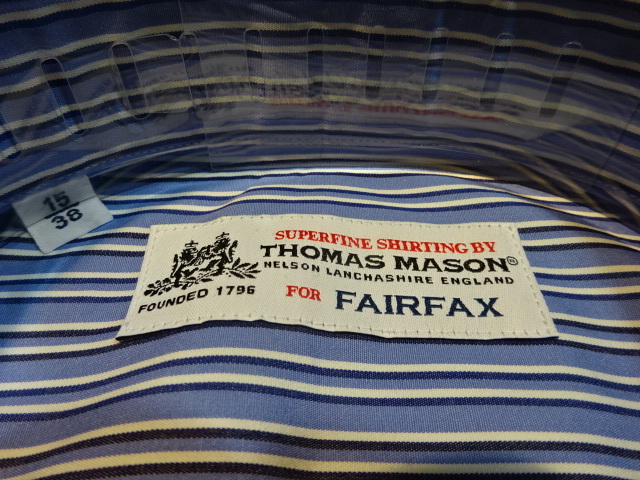 15
38
SUPERFINE SHIRTING BY
THOMAS MASON®
NELSON LANCHASHIRE ENGLAND
FOUNDED 1796
FOR FAIRFAX